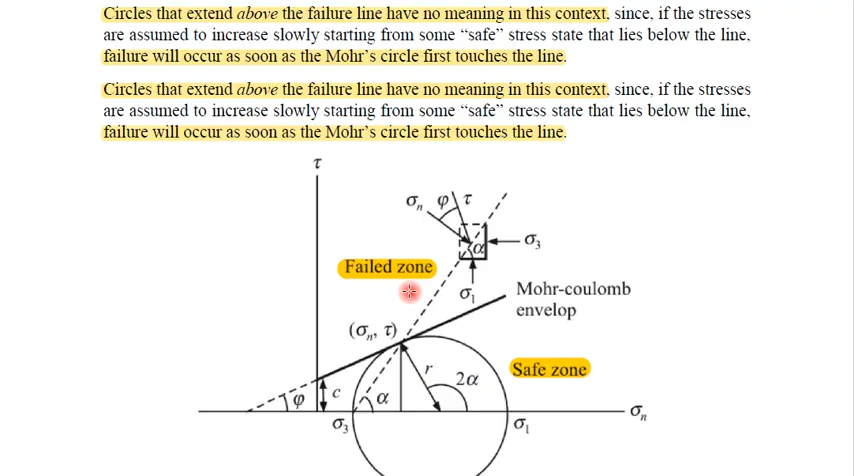 Circles that extend above the failure line have no meaning in this context, since, if the stresses
are assumed to increase slowly starting from some “safe” stress state that lies below the line,
failure will occur as soon as the Mohr’s circle first touches the line.
Circles that extend above the failure line have no meaning in this context, since, if the stresses
are assumed to increase slowly starting from some “safe” stress state that lies below the line,
failure will occur as soon as the Mohr’s circle first touches the line.
τ
σn φ τ
α σ3
Failed zone
σ1
Mohr-coulomb
envelop
(σn, τ)
Safe zone
r
2α
c
φ
α
σ3
σ1
σn